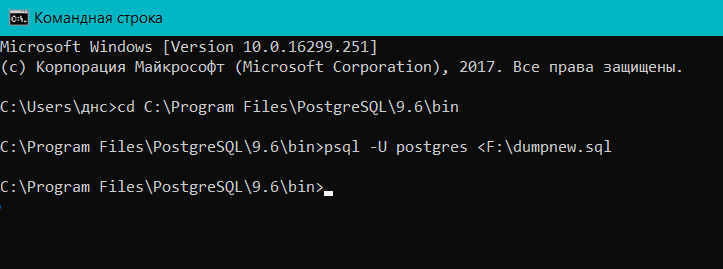 Командная строка
Microsoft Windows [Version 10.0.16299.251]
(c) Корпорация Майкрософт (Microsoft Corporation), 2017. Все права защищены.
C:\Users\днс>cd C:\Program Files\PostgreSQL\9.6\bin
C:\Program Files\PostgreSQL\9.6\bin>psql -U postgres <F:\dumpnew.sql
C:\Program Files\PostgreSQL\9.6\bin>